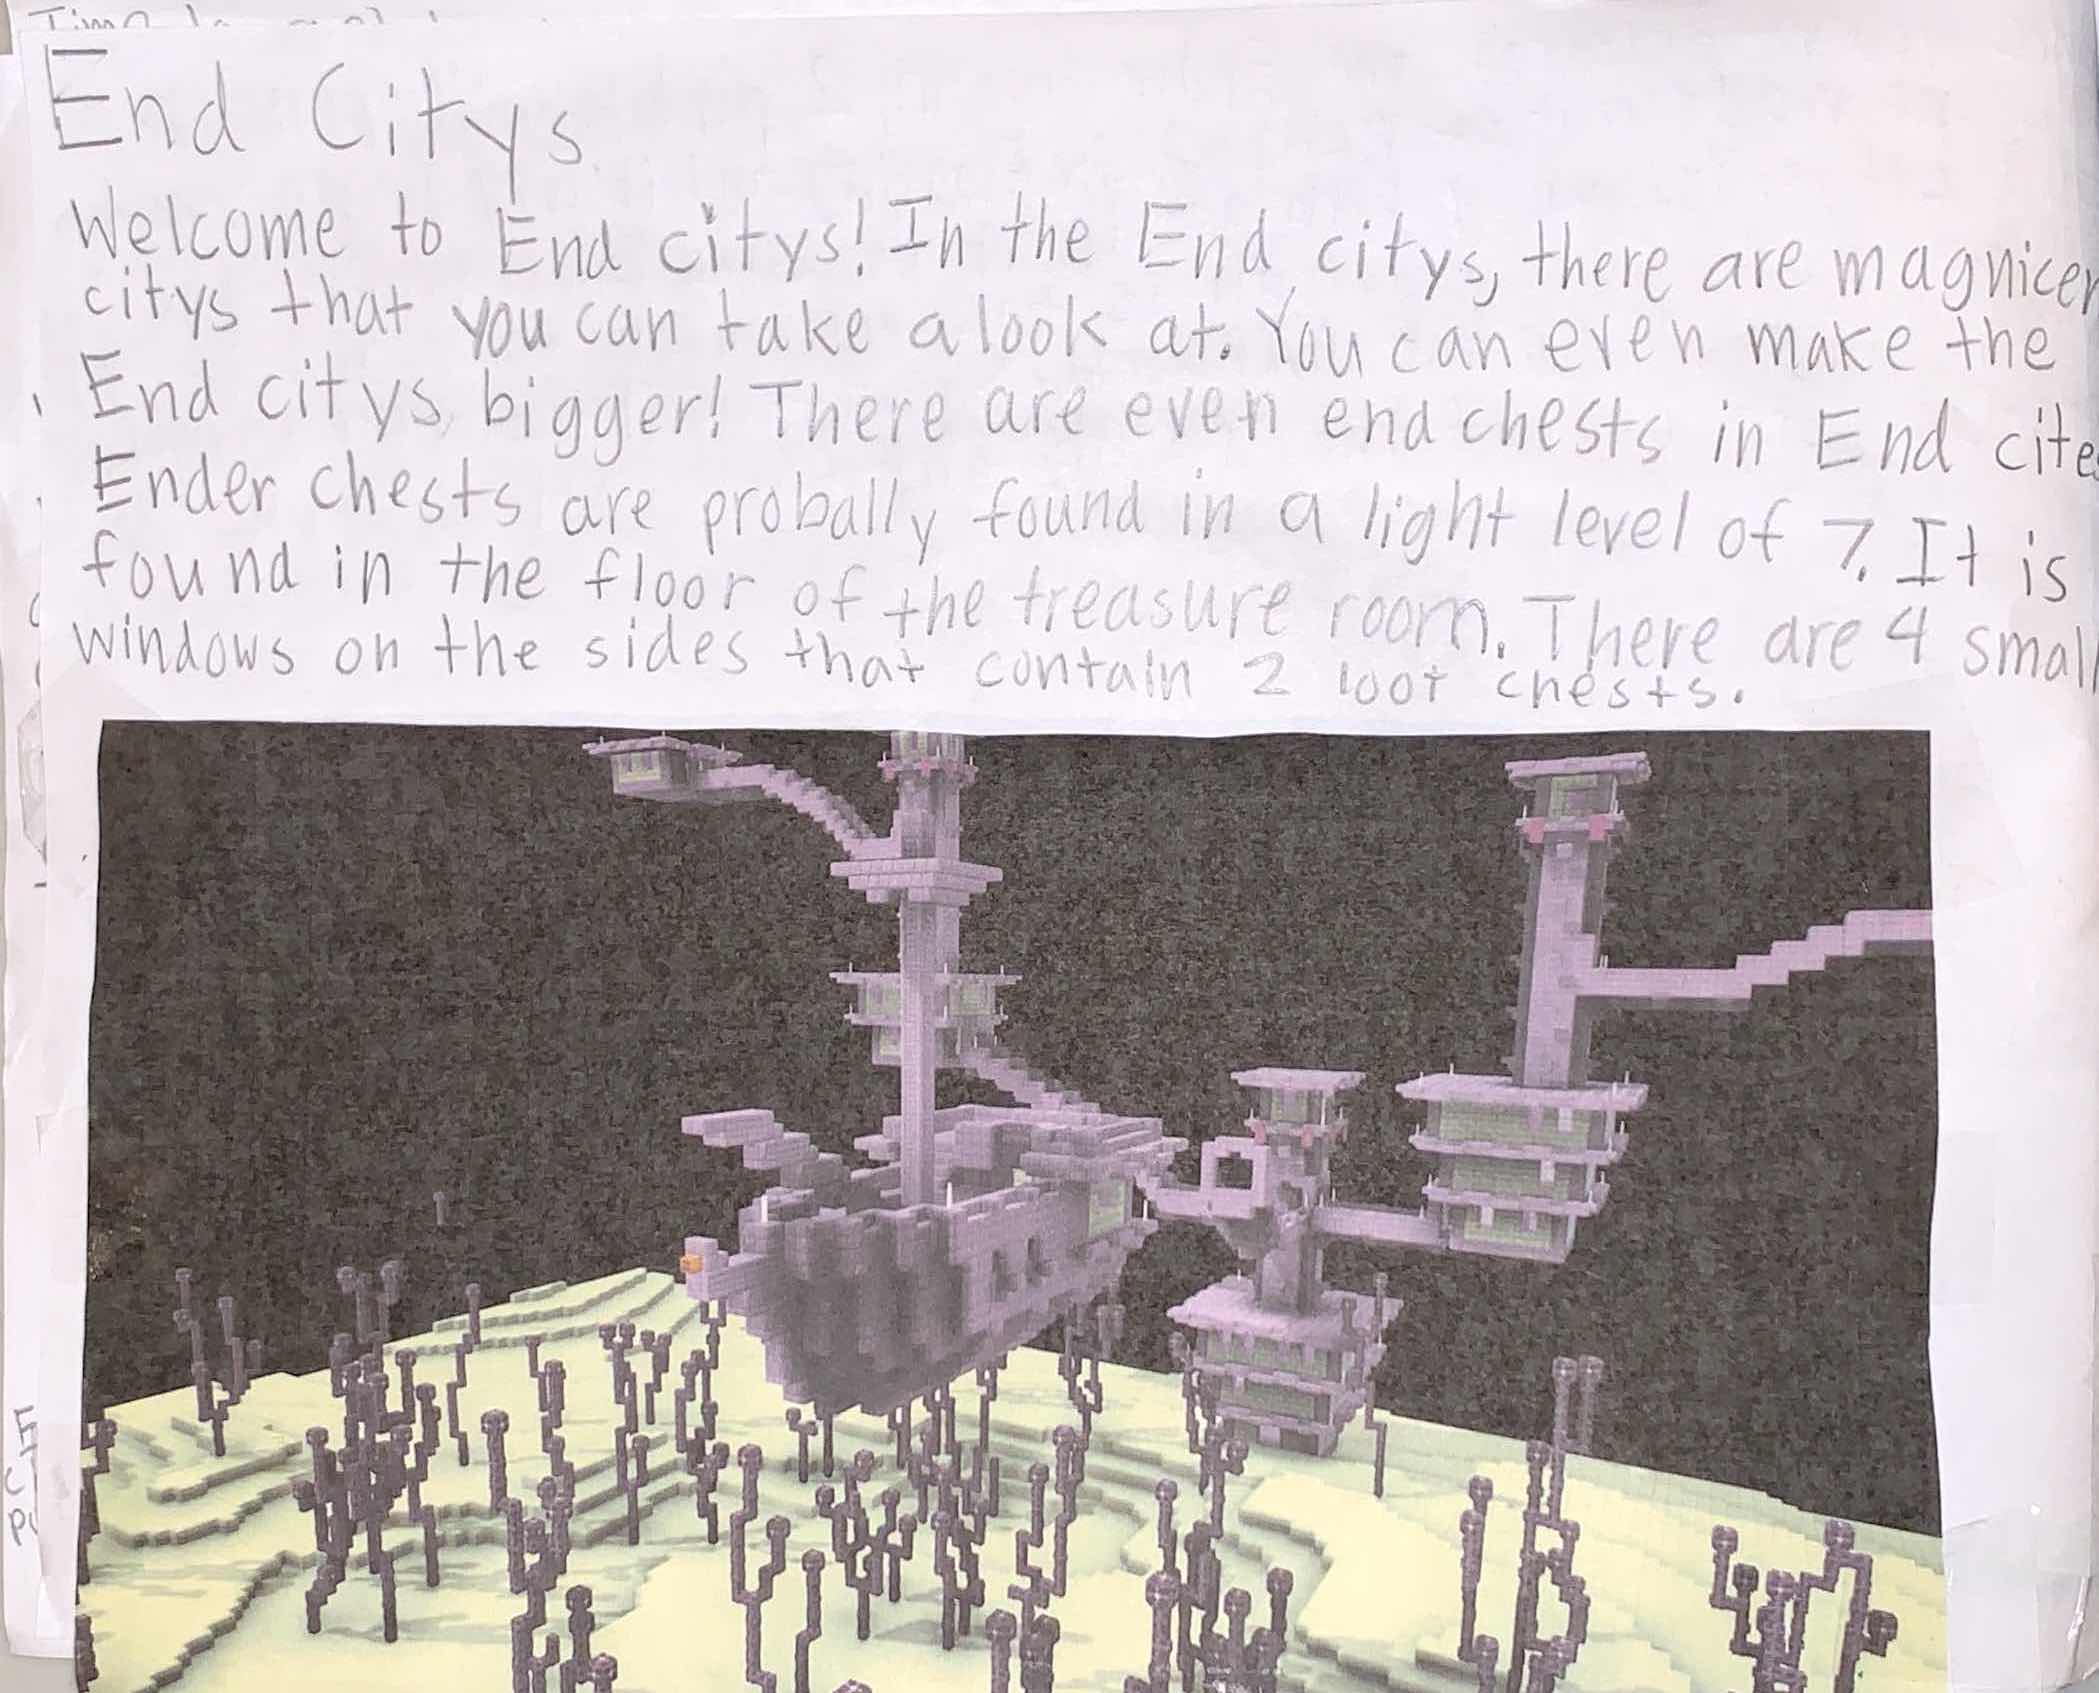 End Citys
Welcome to End citys! In the End citys, there are
citys that you can take a look at. You can even make the
End citys bigger! There are even end chests in End
Ender chests are probally found in a light level of 7. It is
found in the floor of the treasure room. There are 4 small
windows on the sides that contain 2 loot chests.